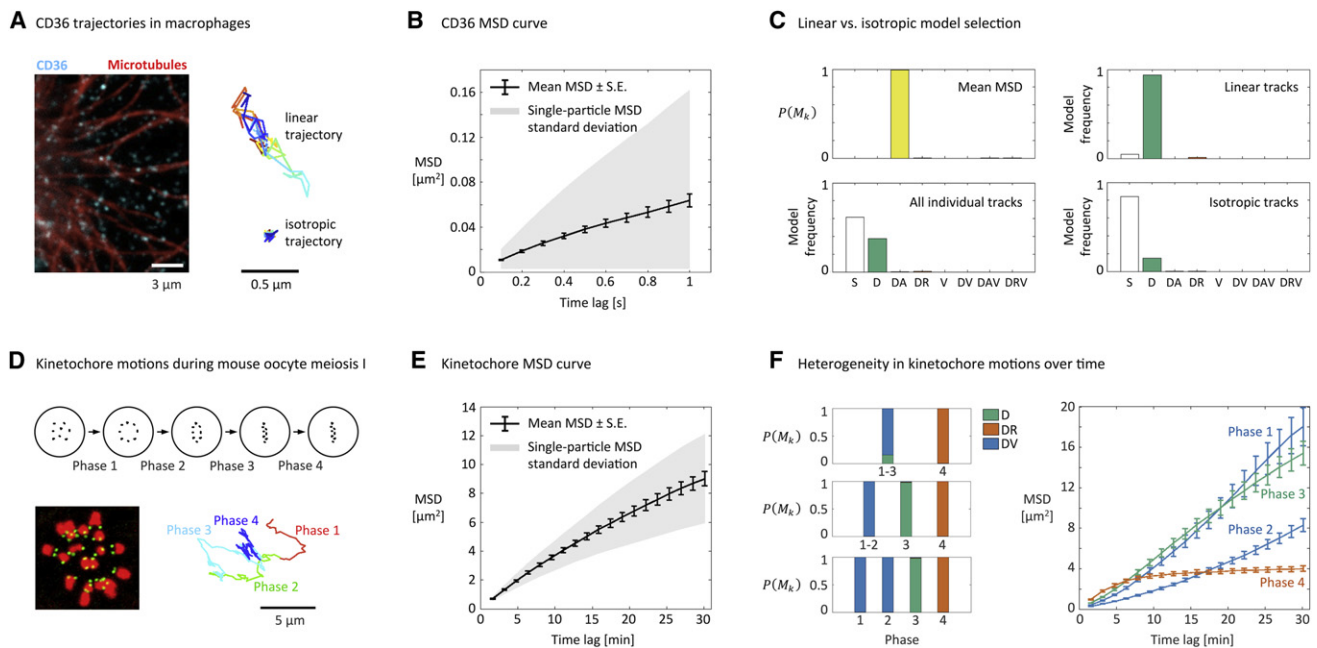 A CD36 trajectories in macrophages
CD36 Microtubules
linear
trajectory
isotropic
trajectory
3 μm
0.5 μm
B CD36 MSD curve
Mean MSD ± S.E.
Single-particle MSD
standard deviation
MSD
[μm²]
0.16
0.12
0.08
0.04
0
0 0.2 0.4 0.6 0.8 1
Time lag [s]
C Linear vs. isotropic model selection
P(Mk)
1
0
Mean MSD
Model
frequency
1
0
Linear tracks
Model
frequency
1
0
All individual tracks
S D DA DR V DV DAV DRV
Model
frequency
1
0
Isotropic tracks
S D DA DR V DV DAV DRV
D Kinetochore motions during mouse oocyte meiosis I
Phase 1 Phase 2 Phase 3 Phase 4
Phase 3
Phase 4
Phase 1
Phase 2
5 μm
E Kinetochore MSD curve
Mean MSD ± S.E.
Single-particle MSD
standard deviation
MSD
[μm²]
14
12
10
8
6
4
2
0
0 5 10 15 20 25 30
Time lag [min]
F Heterogeneity in kinetochore motions over time
P(Mk)
1
0.5
0
1-3 4
D
DR
DV
P(Mk)
1
0.5
0
1-2 3 4
P(Mk)
1
0.5
0
1 2 3 4
Phase
MSD
[μm²]
20
16
12
8
4
0
Phase 1
Phase 3
Phase 2
Phase 4
0 5 10 15 20 25 30
Time lag [min]